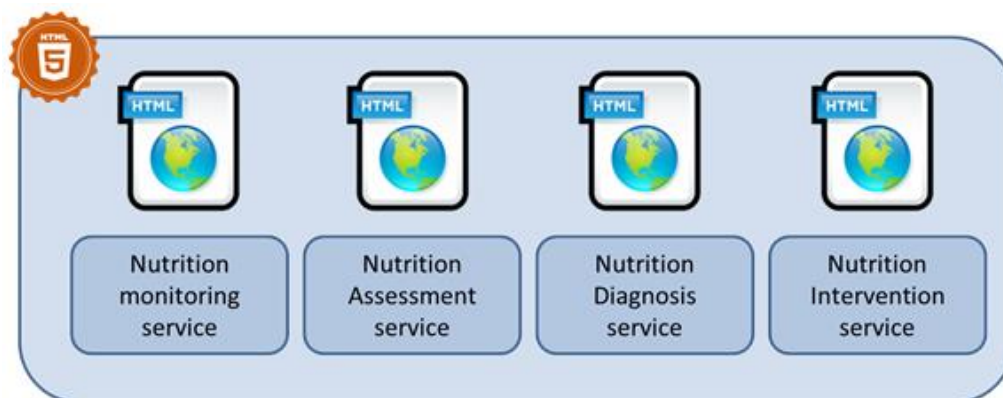 HTML
5
HTML
HTML
HTML
HTML
Nutrition
monitoring
service
Nutrition
Assessment
service
Nutrition
Diagnosis
service
Nutrition
Intervention
service